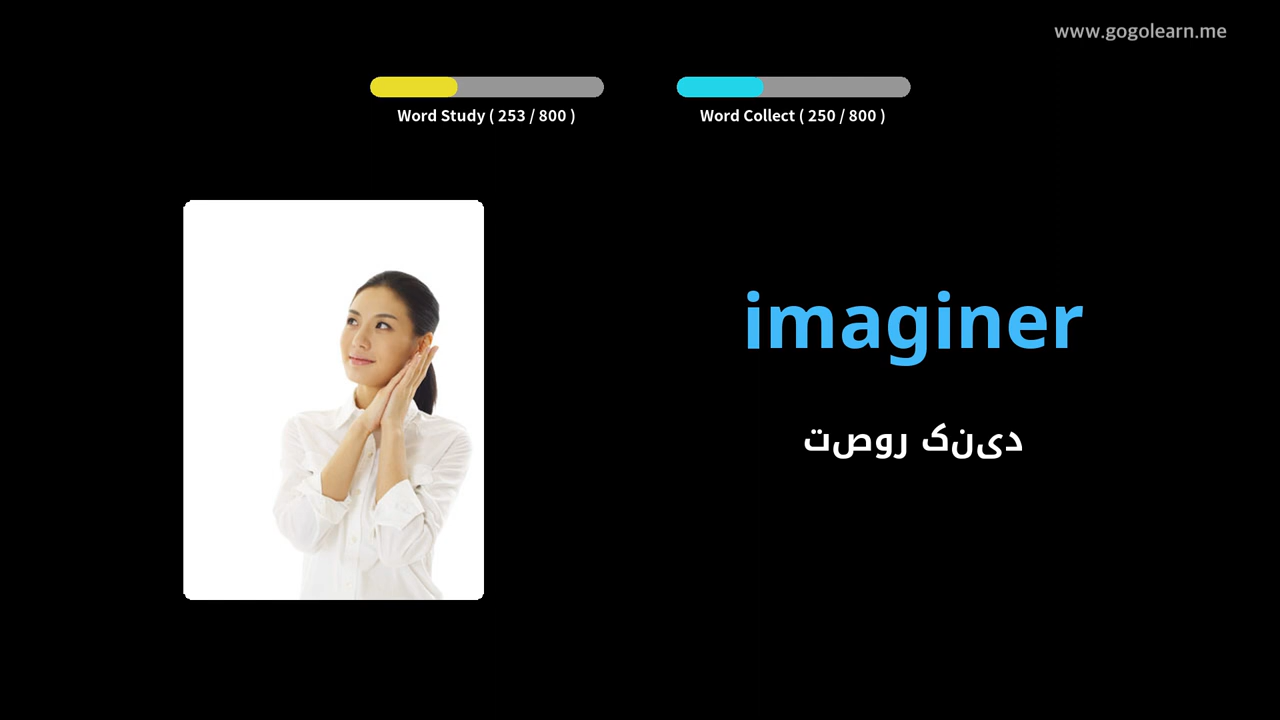 www.gogolearn.me
Word Study ( 253 / 800 )
Word Collect ( 250 / 800 )
imaginer
تصور کنید